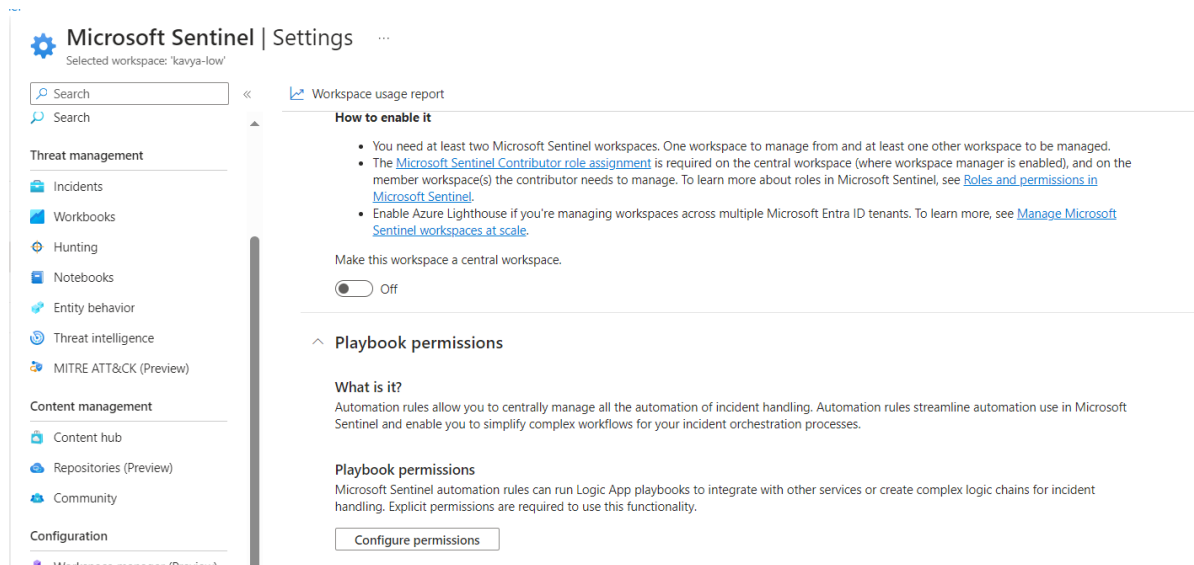 Microsoft Sentinel | Settings ...
Selected workspace: 'kavya-low'
Search
«
Search
Threat management
Incidents
Workbooks
Hunting
Notebooks
Entity behavior
Threat intelligence
MITRE ATT&CK (Preview)
Content management
Content hub
Repositories (Preview)
Community
Configuration
Workspace manager (Preview)
Workspace usage report
How to enable it
• You need at least two Microsoft Sentinel workspaces. One workspace to manage from and at least one other workspace to be managed.
• The Microsoft Sentinel Contributor role assignment is required on the central workspace (where workspace manager is enabled), and on the
member workspace(s) the contributor needs to manage. To learn more about roles in Microsoft Sentinel, see Roles and permissions in
Microsoft Sentinel.
• Enable Azure Lighthouse if you're managing workspaces across multiple Microsoft Entra ID tenants. To learn more, see Manage Microsoft
Sentinel workspaces at scale.
Make this workspace a central workspace.
Off
Playbook permissions
What is it?
Automation rules allow you to centrally manage all the automation of incident handling. Automation rules streamline automation use in Microsoft
Sentinel and enable you to simplify complex workflows for your incident orchestration processes.
Playbook permissions
Microsoft Sentinel automation rules can run Logic App playbooks to integrate with other services or create complex logic chains for incident
handling. Explicit permissions are required to use this functionality.
Configure permissions